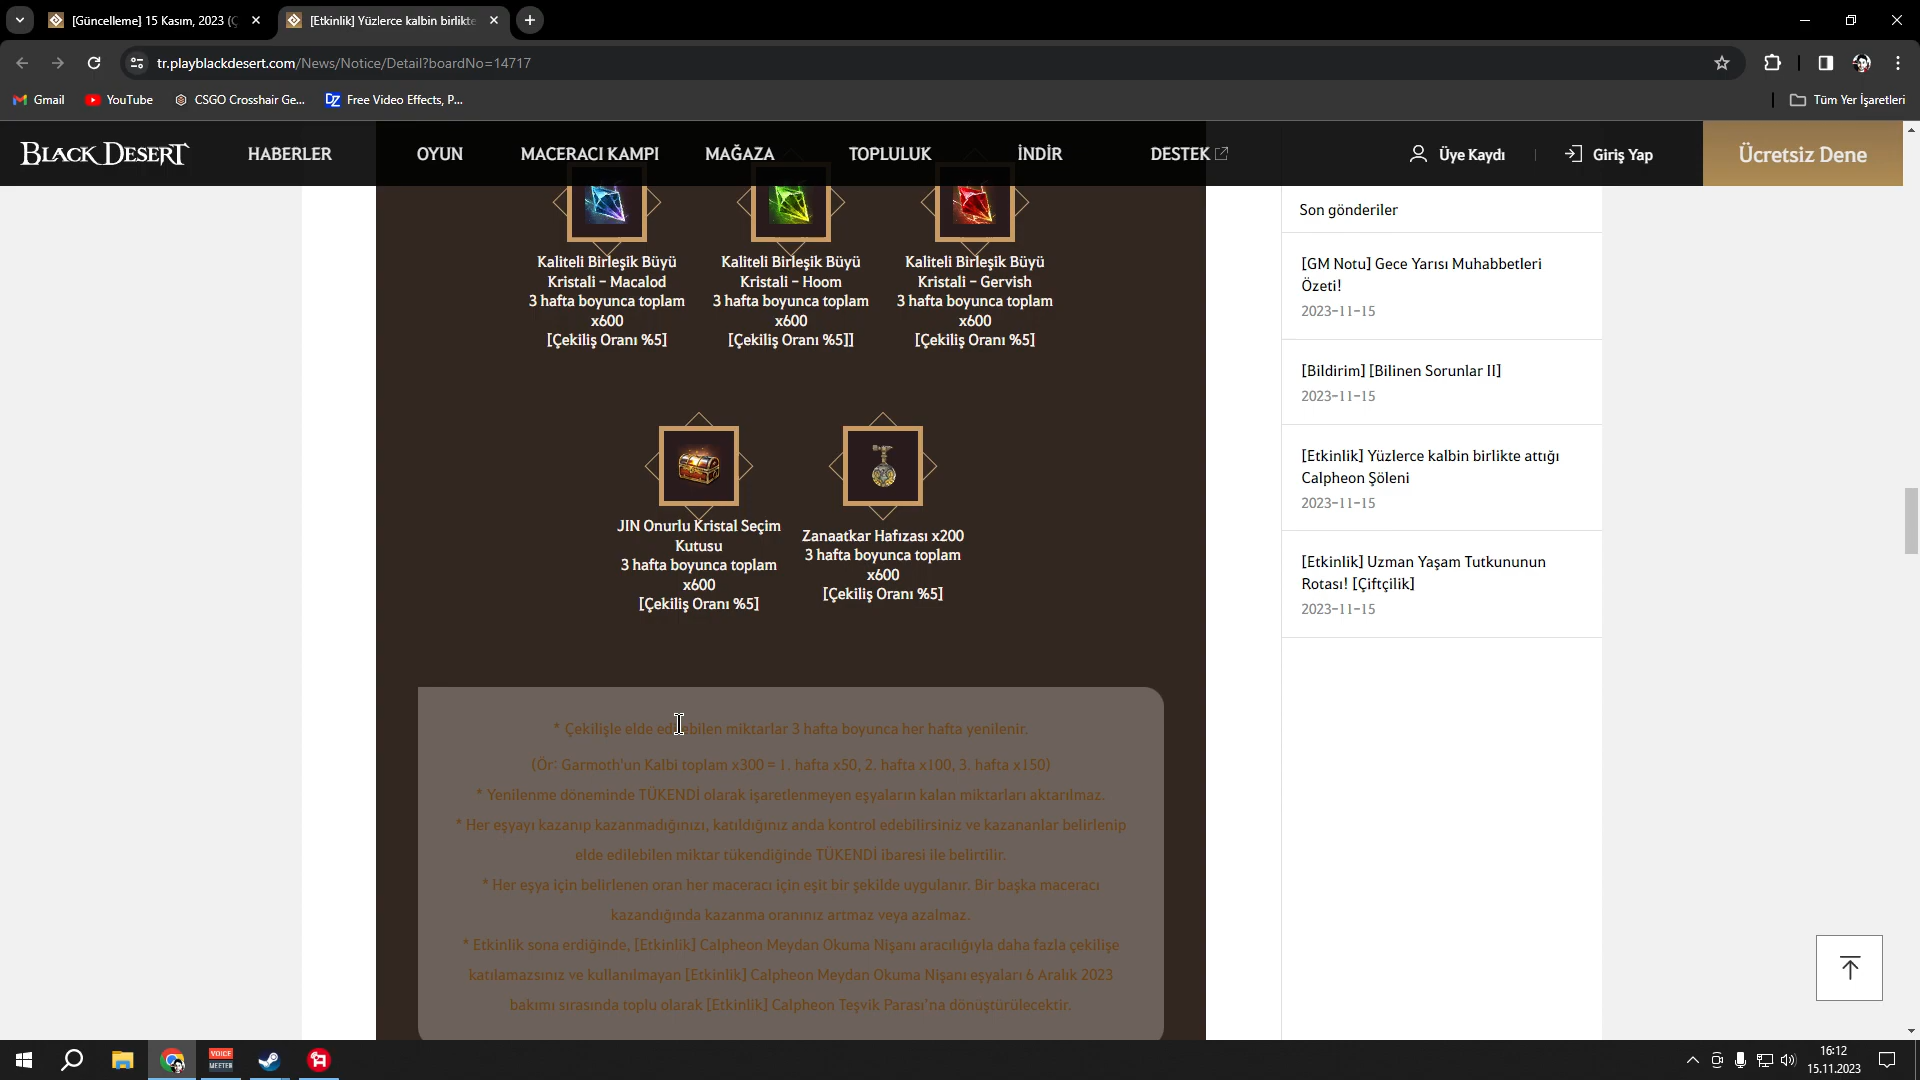 [Güncelleme] 15 Kasım, 2023 (Ç
[Etkinlik] Yüzlerce kalbin birlikte
tr.playblackdesert.com/News/Notice/Detail?boardNo=14717
Gmail
YouTube
CSGO Crosshair Ge...
Free Video Effects, P...
Tüm Yer İşaretleri
BLACK DESERT
HABERLER
OYUN
MACERACI KAMPI
MAĞAZA
TOPLULUK
İNDİR
DESTEK
Üye Kaydı
Giriş Yap
Ücretsiz Dene
Kaliteli Birleşik Büyü
Kristali - Macalod
3 hafta boyunca toplam
x600
[Çekiliş Oranı %5]
Kaliteli Birleşik Büyü
Kristali - Hoom
3 hafta boyunca toplam
x600
[Çekiliş Oranı %5]]
Kaliteli Birleşik Büyü
Kristali - Gervish
3 hafta boyunca toplam
x600
[Çekiliş Oranı %5]
JIN Onurlu Kristal Seçim
Kutusu
3 hafta boyunca toplam
x600
[Çekiliş Oranı %5]
Zanaatkar Hafızası x200
3 hafta boyunca toplam
x600
[Çekiliş Oranı %5]
* Çekilişle elde edilebilen miktarlar 3 hafta boyunca her hafta yenilenir.
(Ör: Garmoth'un Kalbi toplam x300 = 1. hafta x50, 2. hafta x100, 3. hafta x150)
* Yenilenme döneminde TÜKENDİ olarak işaretlenmeyen eşyaların kalan miktarları aktarılmaz.
* Her eşyayı kazanıp kazanmadığınızı, katıldığınız anda kontrol edebilirsiniz ve kazananlar belirlenip
elde edilebilen miktar tükendiğinde TÜKENDİ ibaresi ile belirtilir.
* Her eşya için belirlenen oran her maceracı için eşit bir şekilde uygulanır. Bir başka maceracı
kazandığında kazanma oranınız artmaz veya azalmaz.
* Etkinlik sona erdiğinde, [Etkinlik] Calpheon Meydan Okuma Nişanı aracılığıyla daha fazla çekilişe
katılamazsınız ve kullanılmayan [Etkinlik] Calpheon Meydan Okuma Nişanı eşyaları 6 Aralık 2023
bakımı sırasında toplu olarak [Etkinlik] Calpheon Teşvik Parası'na dönüştürülecektir.
Son gönderiler
[GM Notu] Gece Yarısı Muhabbetleri
Özeti!
2023-11-15
[Bildirim] [Bilinen Sorunlar II]
2023-11-15
[Etkinlik] Yüzlerce kalbin birlikte attığı
Calpheon Şöleni
2023-11-15
[Etkinlik] Uzman Yaşam Tutkununun
Rotası! [Çiftçilik]
2023-11-15
VOICE
MEETER
16:12
15.11.2023